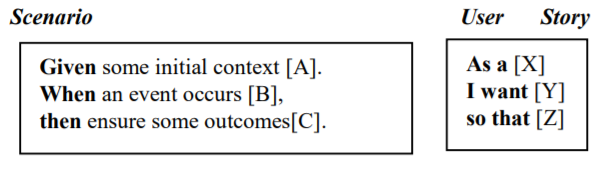 Scenario
Given some initial context [A].
When an event occurs [B],
then ensure some outcomes[C].
User Story
As a [X]
I want [Y]
so that [Z]